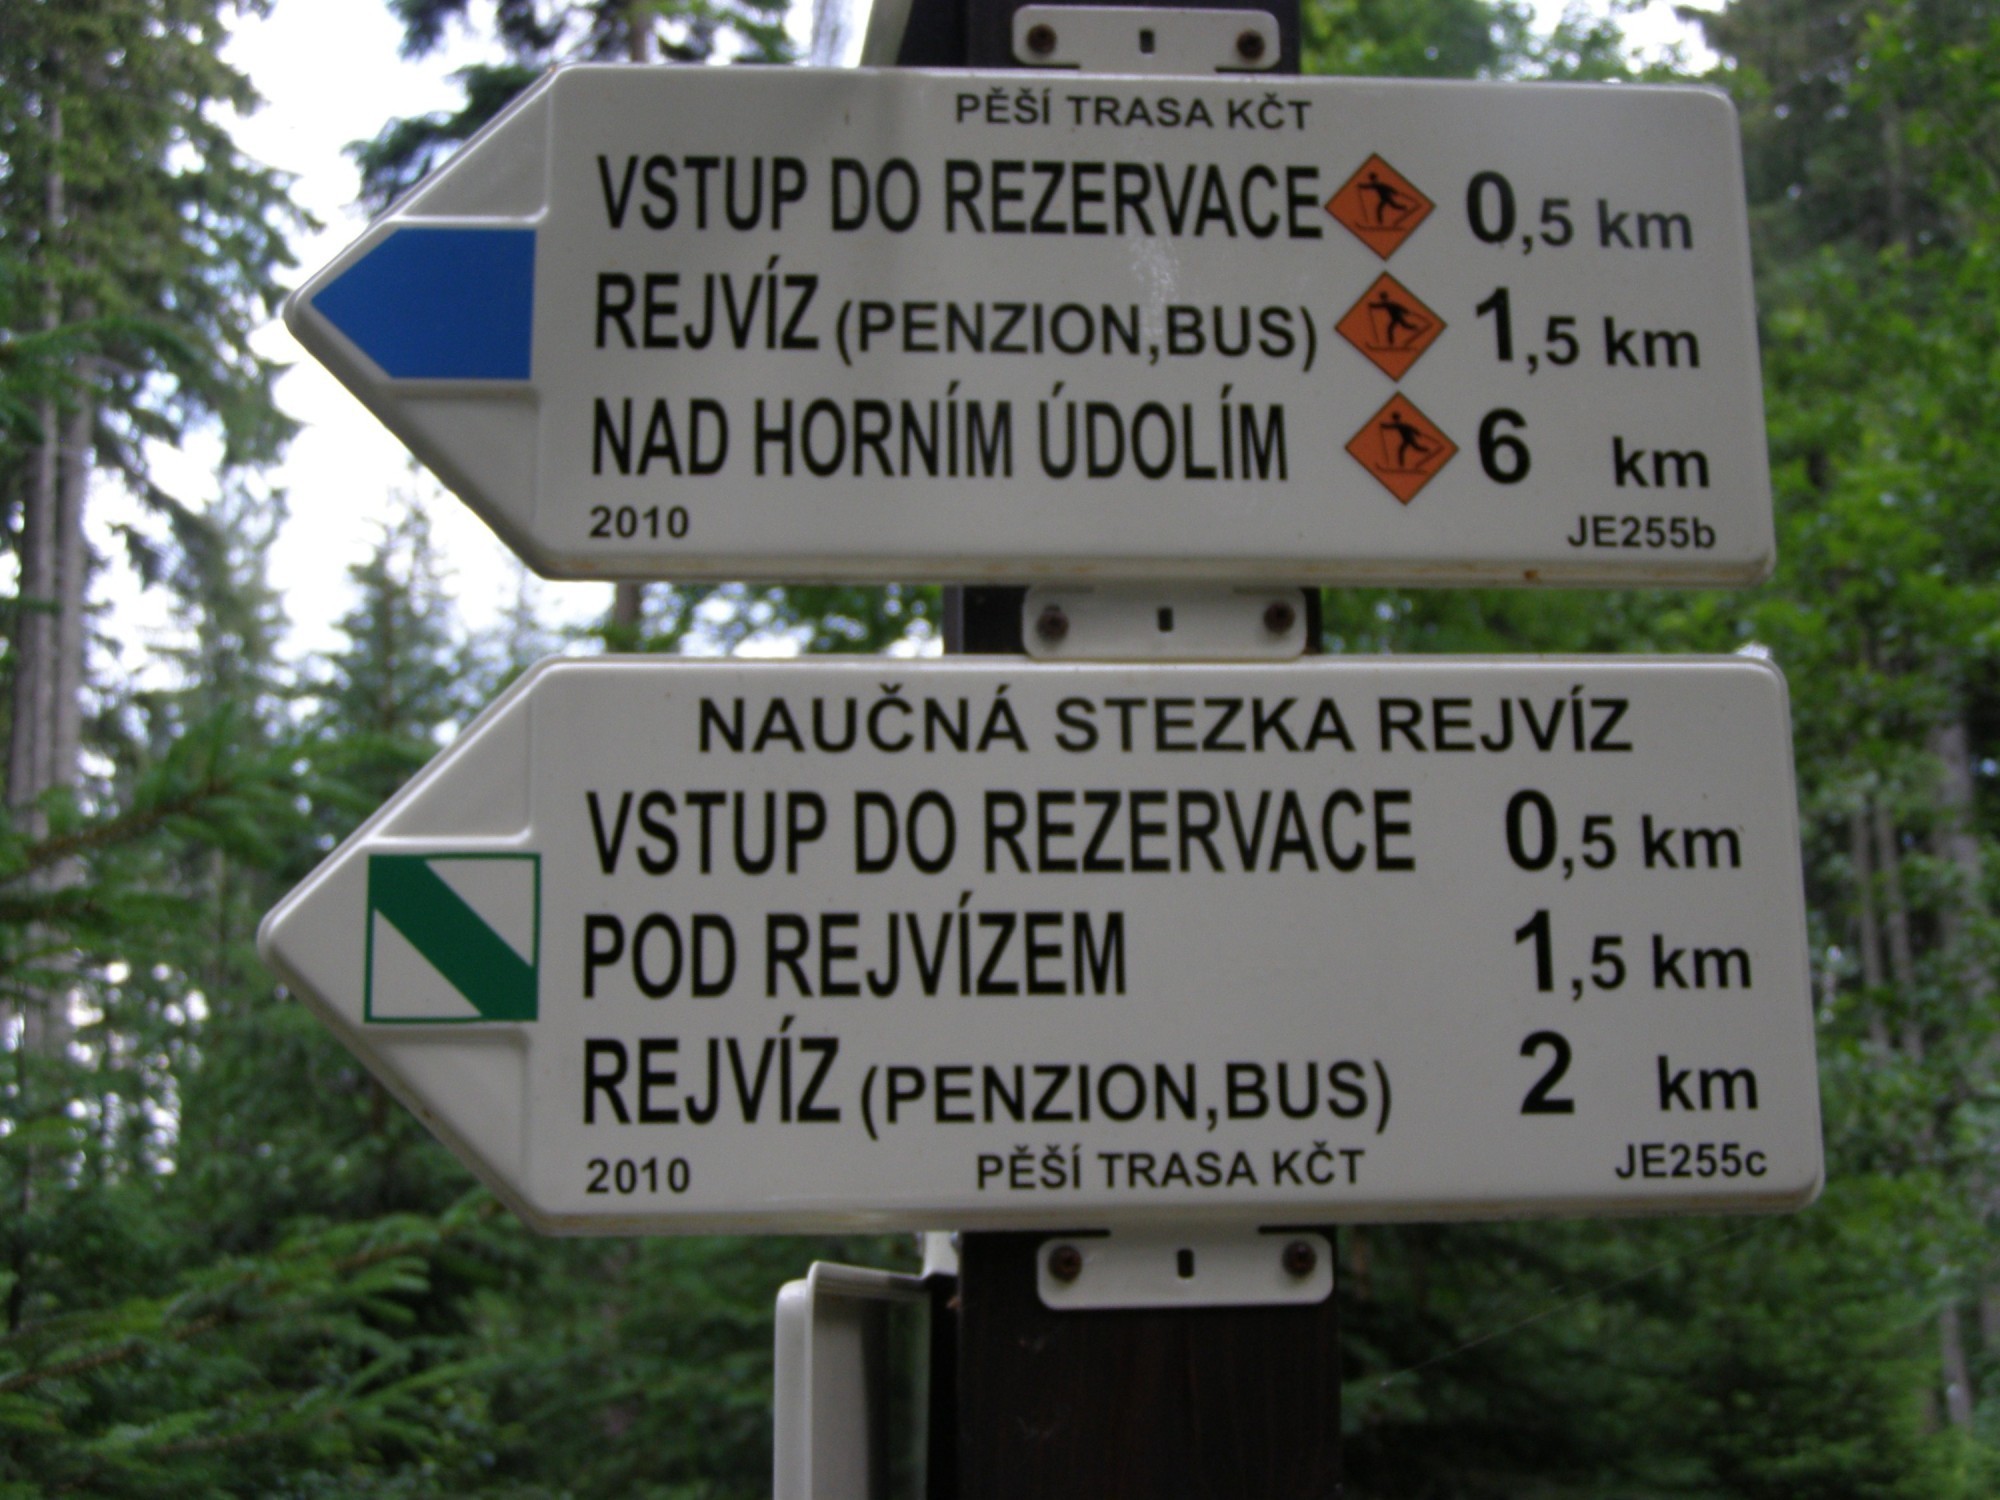 PĚŠÍ TRASA KČT
VSTUP DO REZERVACE 0,5 km
REJVÍZ (PENZION,BUS) 1,5 km
NAD HORNÍM ÚDOLÍM 6 km
2010 JE255b
NAUČNÁ STEZKA REJVÍZ
VSTUP DO REZERVACE 0,5 km
POD REJVÍZEM 1,5 km
REJVÍZ (PENZION,BUS) 2 km
2010 PĚŠÍ TRASA KČT JE255c